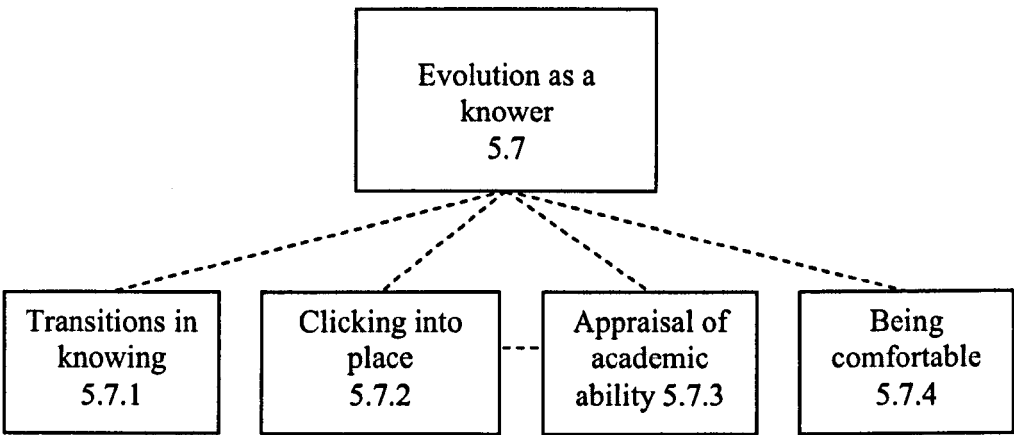 Evolution as a
knower
5.7
Transitions in
knowing
5.7.1
Clicking into
place
5.7.2
Appraisal of
academic
ability 5.7.3
Being
comfortable
5.7.4